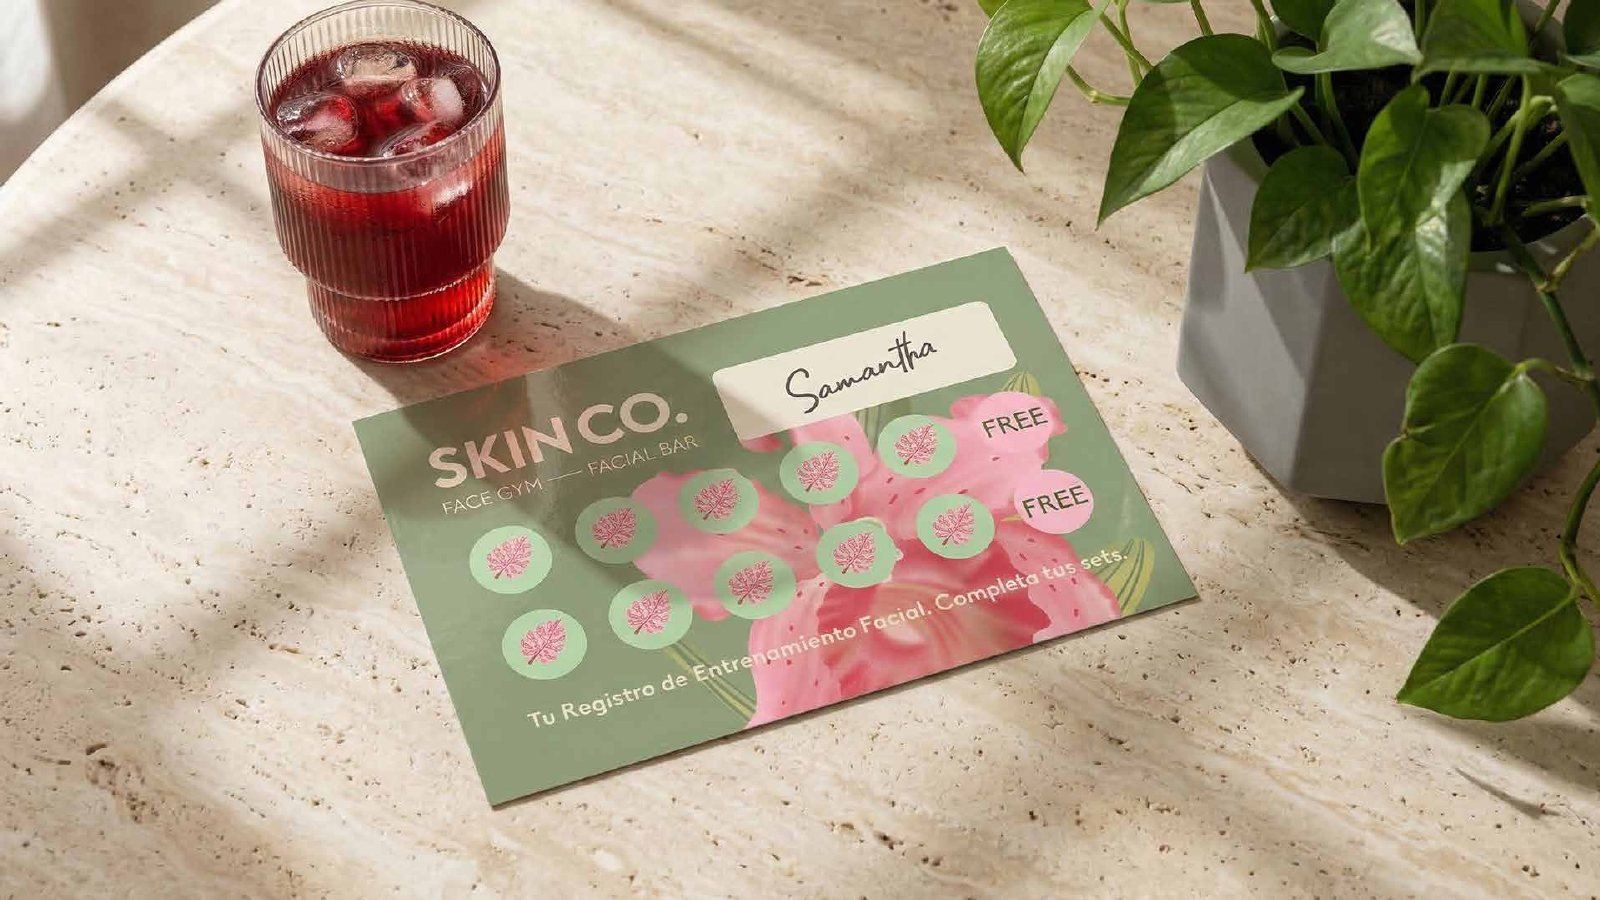 Samantha
SKIN CO.
FACE GYM — FACIAL BAR
FREE
FREE
Tu Registro de Entrenamiento Facial. Completa tus sets.